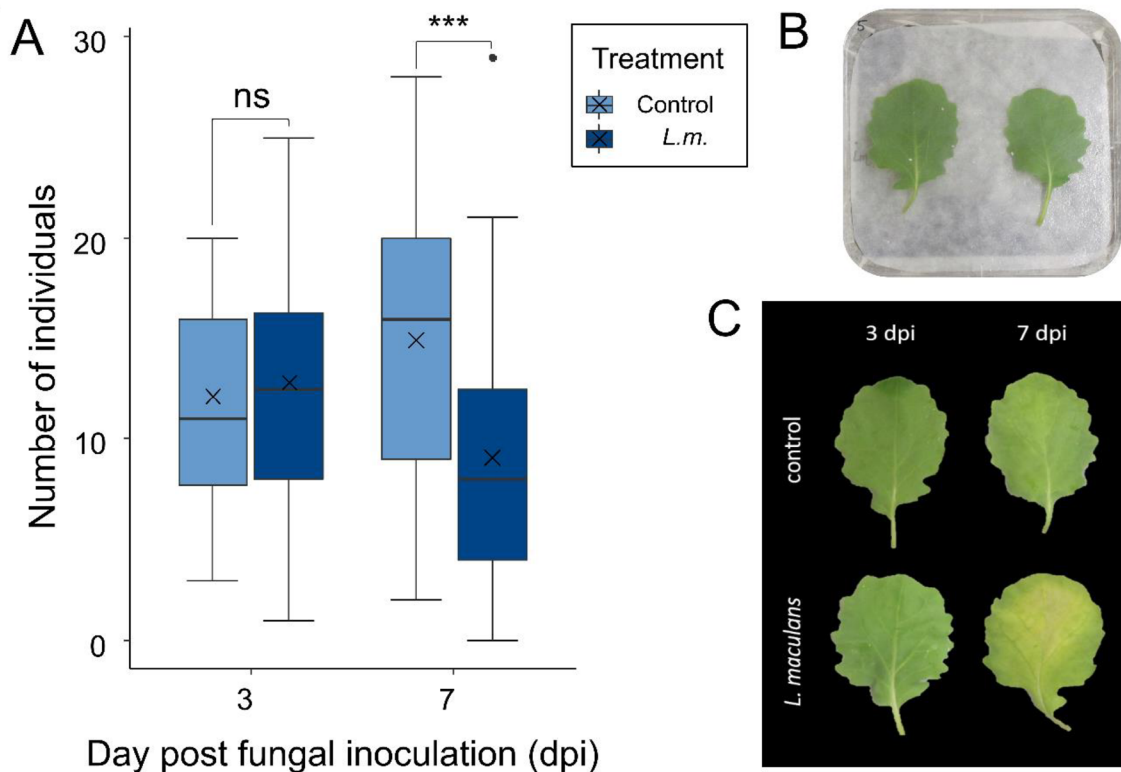 A
30
20
10
0
Number of individuals
ns
***
Treatment
Control
L.m.
3
7
Day post fungal inoculation (dpi)
B
5
C
3 dpi
7 dpi
control
L. maculans